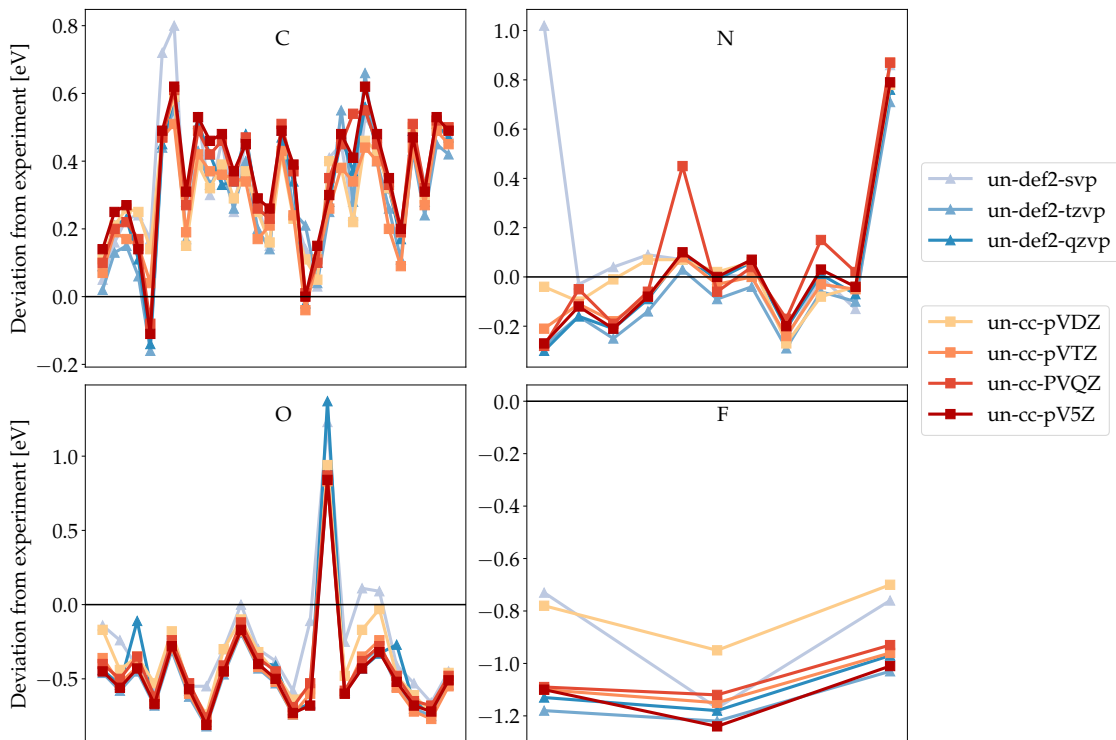 C
N
Deviation from experiment [eV]
0.8
0.6
0.4
0.2
0.0
−0.2
1.0
0.8
0.6
0.4
0.2
0.0
−0.2
un-def2-svp
un-def2-tzvp
un-def2-qzvp
un-cc-pVDZ
un-cc-pVTZ
un-cc-PVQZ
un-cc-pV5Z
O
F
Deviation from experiment [eV]
1.0
0.5
0.0
−0.5
0.0
−0.2
−0.4
−0.6
−0.8
−1.0
−1.2